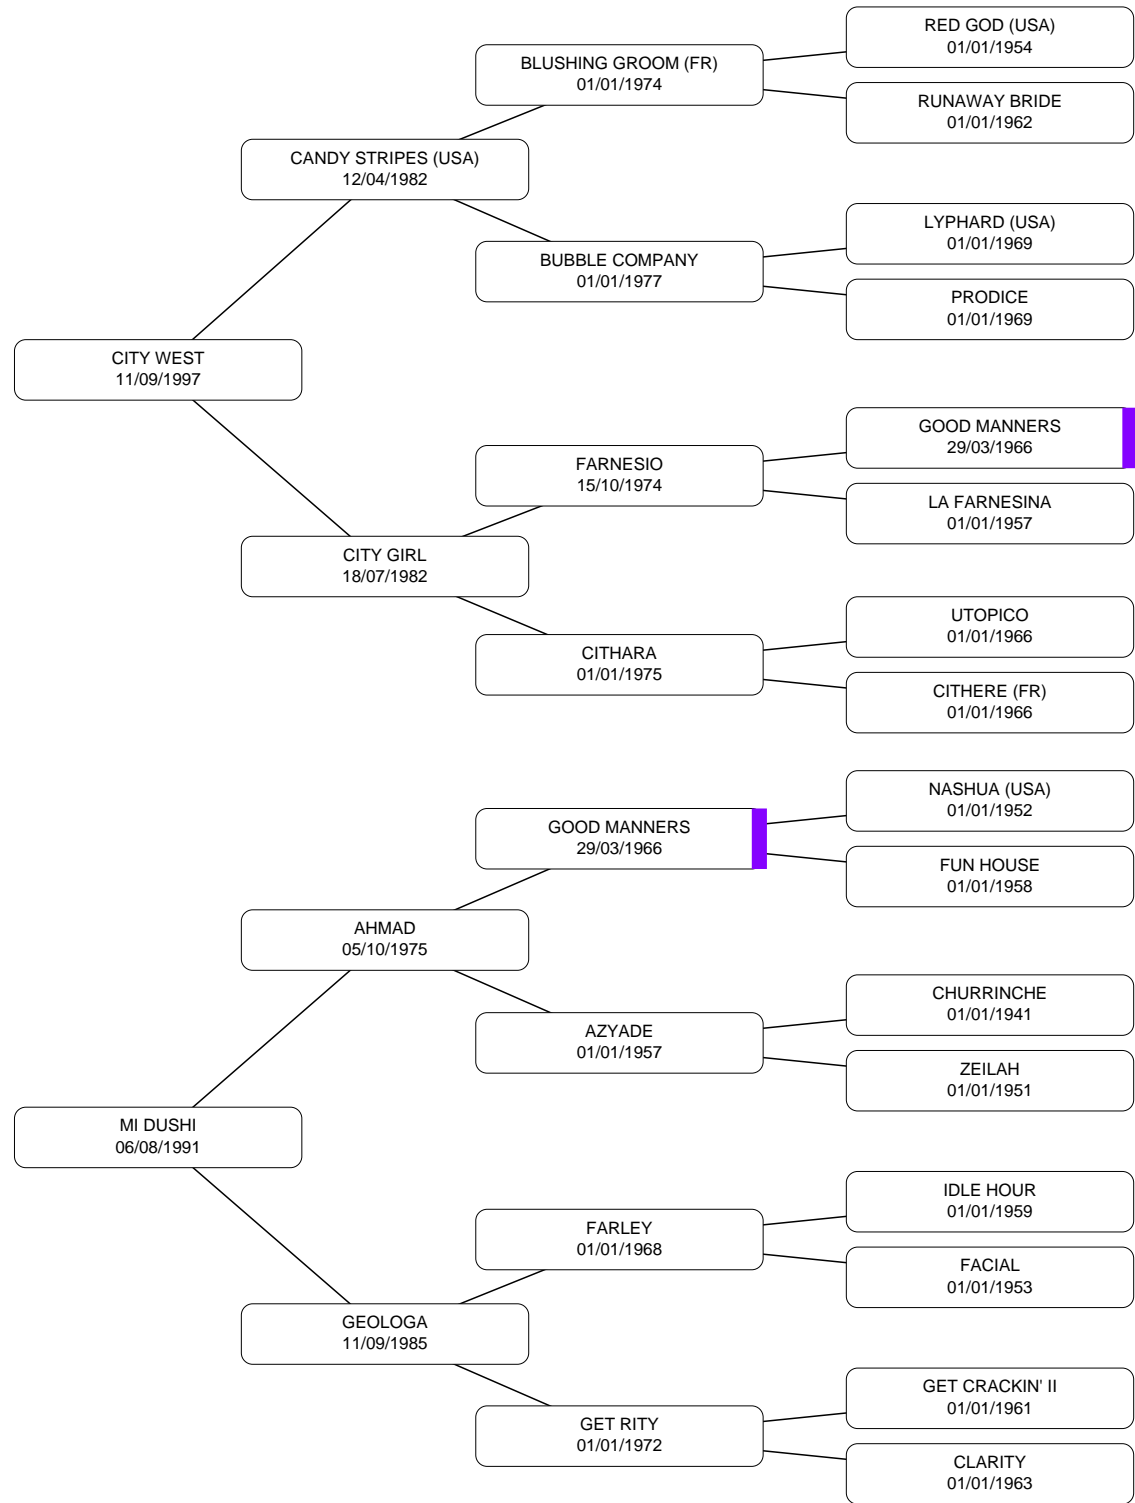 RED GOD (USA)
01/01/1954
BLUSHING GROOM (FR)
01/01/1974
RUNAWAY BRIDE
01/01/1962
CANDY STRIPES (USA)
12/04/1982
LYPHARD (USA)
01/01/1969
BUBBLE COMPANY
01/01/1977
PRODICE
01/01/1969
CITY WEST
11/09/1997
GOOD MANNERS
29/03/1966
FARNESIO
15/10/1974
LA FARNESINA
01/01/1957
CITY GIRL
18/07/1982
UTOPICO
01/01/1966
CITHARA
01/01/1975
CITHERE (FR)
01/01/1966
NASHUA (USA)
01/01/1952
GOOD MANNERS
29/03/1966
FUN HOUSE
01/01/1958
AHMAD
05/10/1975
CHURRINCHE
01/01/1941
AZYADE
01/01/1957
ZEILAH
01/01/1951
MI DUSHI
06/08/1991
IDLE HOUR
01/01/1959
FARLEY
01/01/1968
FACIAL
01/01/1953
GEOLOGA
11/09/1985
GET CRACKIN' II
01/01/1961
GET RITY
01/01/1972
CLARITY
01/01/1963